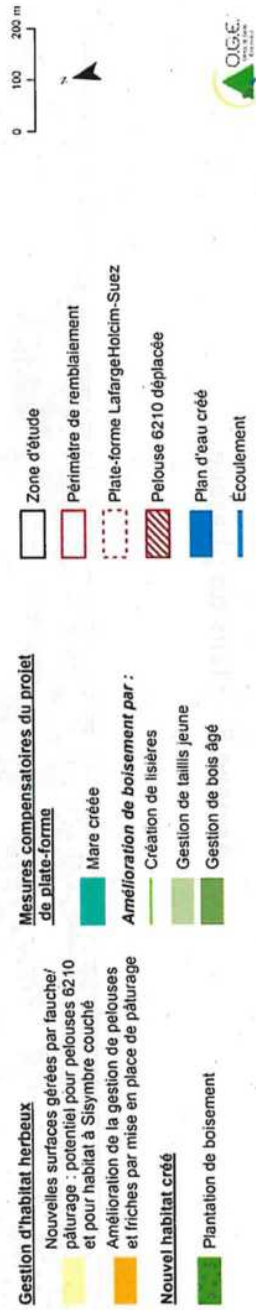 Gestion d'habitat herbeux
Nouvelles surfaces gérées par fauche/
pâturage : potentiel pour pelouses 6210
et pour habitat à Sisymbre couché
Amélioration de la gestion de pelouses
et friches par mise en place de pâturage
Nouvel habitat créé
Plantation de boisement
Mesures compensatoires du projet
de plate-forme
Mare créée
Amélioration de boisement par :
Création de lisières
Gestion de taillis jeune
Gestion de bois âgé
Zone d'étude
Périmètre de remblaiement
Plate-forme LafargeHolcim-Suez
Pelouse 6210 déplacée
Plan d'eau créé
Écoulement
0 100 200 m
N
O.G.E.